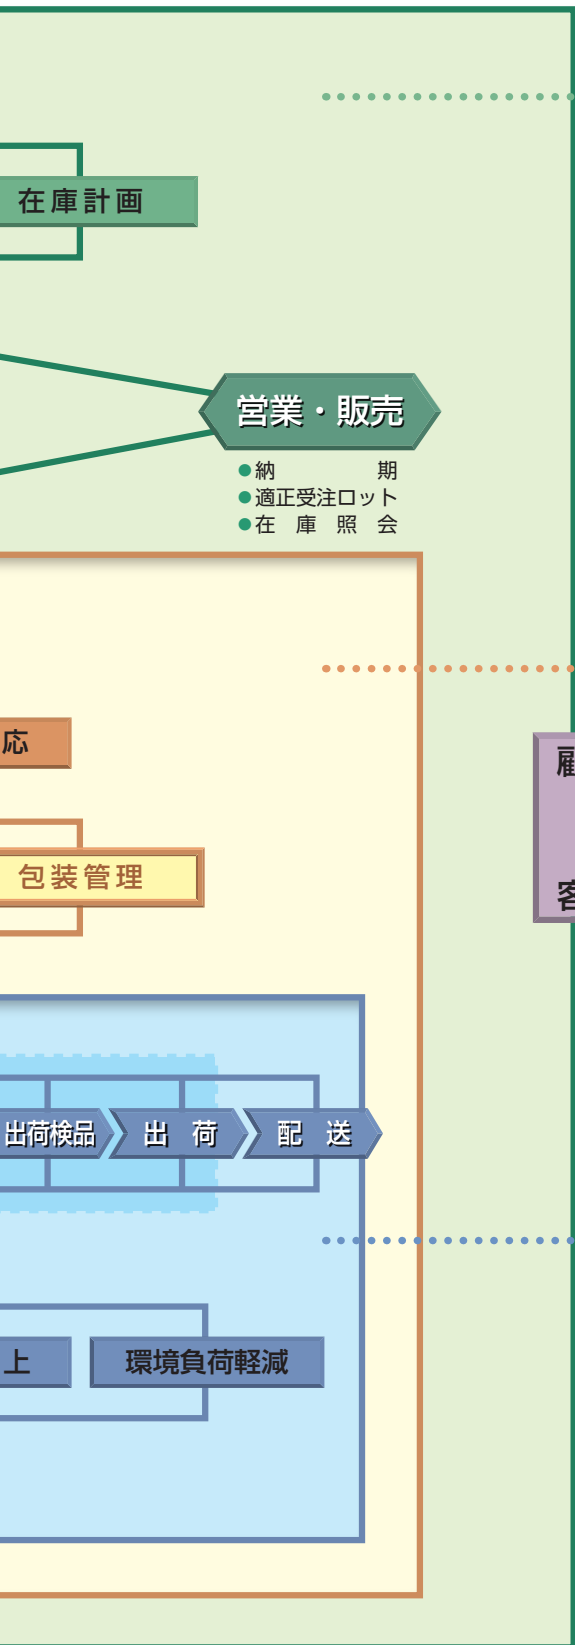 在庫計画
営業・販売
●納　　　期
●適正受注ロット
●在　庫　照　会
応
包装管理
出荷検品
出　荷
配　送
上
環境負荷軽減
客